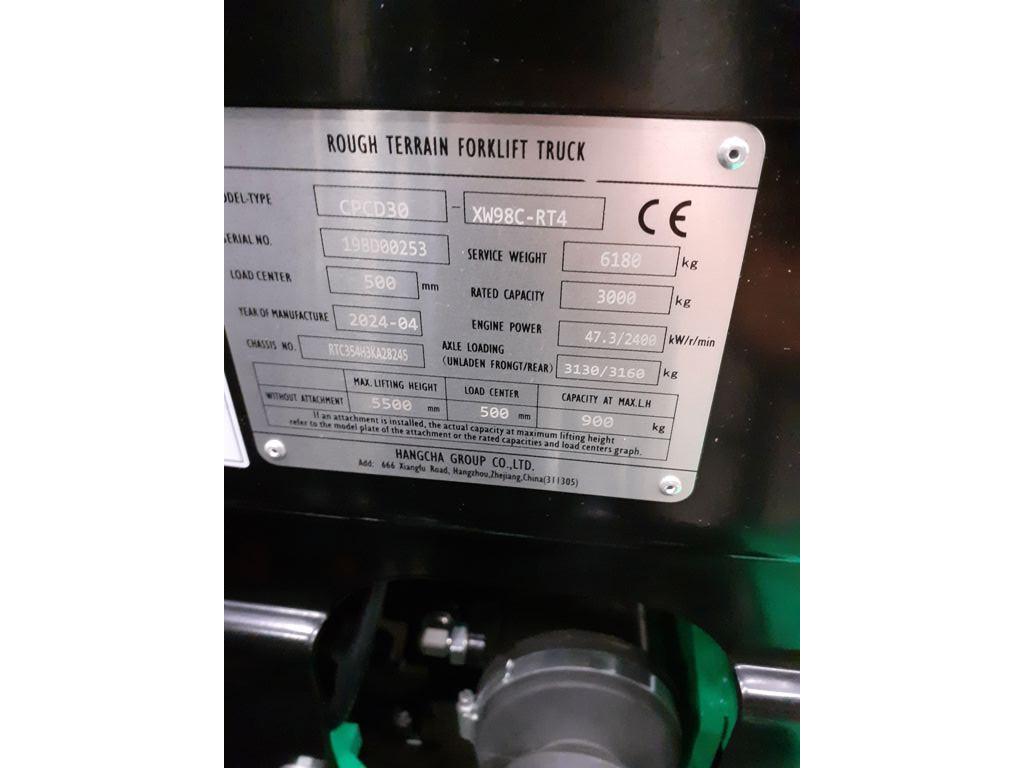 ROUGH TERRAIN FORKLIFT TRUCK
ODEL-TYPE CPCD30 - XW98C-RT4 CE
ERIAL NO. 19BD00253 SERVICE WEIGHT 6180 kg
LOAD CENTER 500 mm RATED CAPACITY 3000 kg
YEAR OF MANUFACTURE 2024-04 ENGINE POWER 47.3/2400 kW/r/min
CHASSIS NO. RTC354H3KA28245 AXLE LOADING (UNLADEN FRONGT/REAR) 3130/3160 kg
MAX. LIFTING HEIGHT LOAD CENTER CAPACITY AT MAX.L.H
WITHOUT ATTACHMENT 5500 mm 500 mm 900 kg
If an attachment is installed, the actual capacity at maximum lifting height
refer to the model plate of the attachment or the rated capacities and load centers graph.
HANGCHA GROUP CO.,LTD.
Add: 666 Xiangfu Road, Hangzhou,Zhejiang,China(311305)